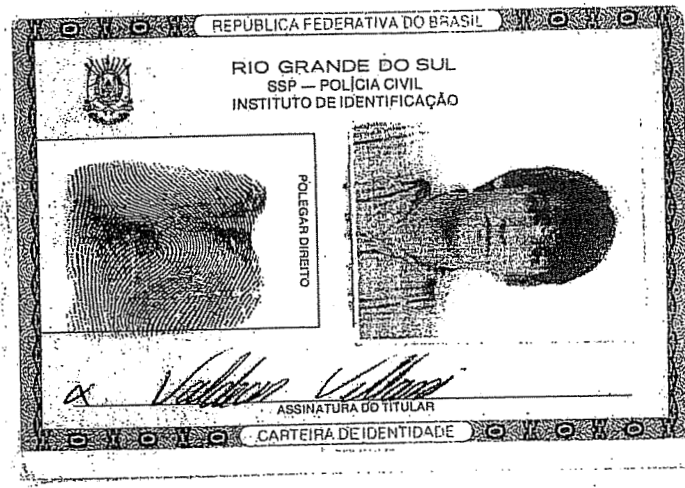 REPÚBLICA FEDERATIVA DO BRASIL
RIO GRANDE DO SUL
SSP — POLÍCIA CIVIL
INSTITUTO DE IDENTIFICAÇÃO
POLEGAR DIREITO
ASSINATURA DO TITULAR
CARTEIRA DE IDENTIDADE